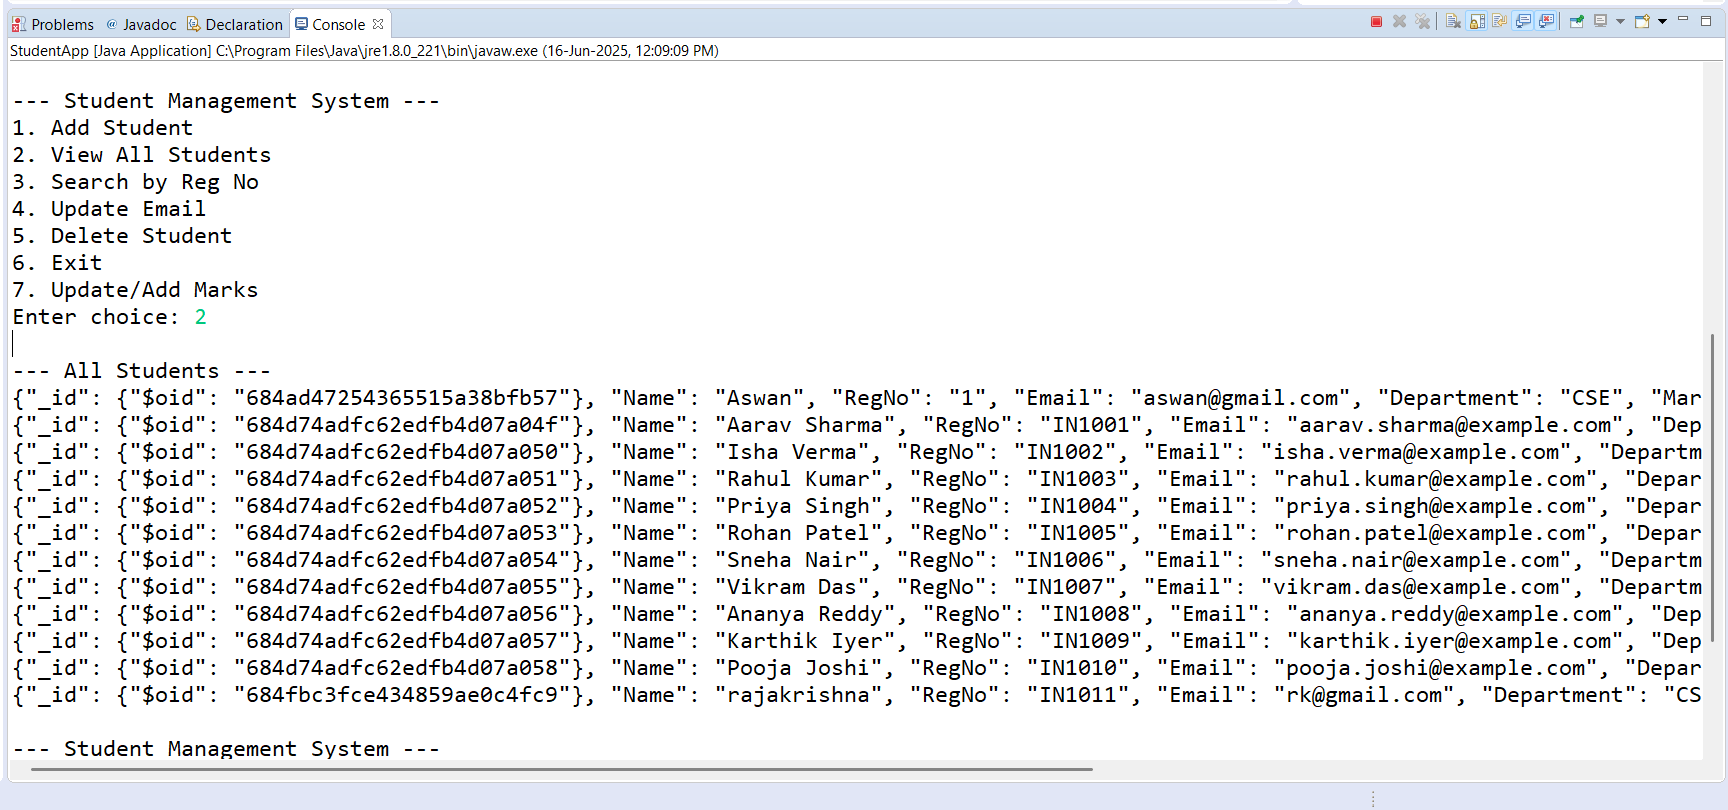 Problems @ Javadoc Declaration Console
StudentApp [Java Application] C:\Program Files\Java\jre1.8.0_221\bin\javaw.exe (16-Jun-2025, 12:09:09 PM)
--- Student Management System ---
1. Add Student
2. View All Students
3. Search by Reg No
4. Update Email
5. Delete Student
6. Exit
7. Update/Add Marks
Enter choice: 2
--- All Students ---
{"_id": {"$oid": "684ad47254365515a38bfb57"}, "Name": "Aswan", "RegNo": "1", "Email": "aswan@gmail.com", "Department": "CSE", "Mar
{"_id": {"$oid": "684d74adfc62edfb4d07a04f"}, "Name": "Aarav Sharma", "RegNo": "IN1001", "Email": "aarav.sharma@example.com", "Dep
{"_id": {"$oid": "684d74adfc62edfb4d07a050"}, "Name": "Isha Verma", "RegNo": "IN1002", "Email": "isha.verma@example.com", "Departm
{"_id": {"$oid": "684d74adfc62edfb4d07a051"}, "Name": "Rahul Kumar", "RegNo": "IN1003", "Email": "rahul.kumar@example.com", "Depar
{"_id": {"$oid": "684d74adfc62edfb4d07a052"}, "Name": "Priya Singh", "RegNo": "IN1004", "Email": "priya.singh@example.com", "Depar
{"_id": {"$oid": "684d74adfc62edfb4d07a053"}, "Name": "Rohan Patel", "RegNo": "IN1005", "Email": "rohan.patel@example.com", "Depar
{"_id": {"$oid": "684d74adfc62edfb4d07a054"}, "Name": "Sneha Nair", "RegNo": "IN1006", "Email": "sneha.nair@example.com", "Departm
{"_id": {"$oid": "684d74adfc62edfb4d07a055"}, "Name": "Vikram Das", "RegNo": "IN1007", "Email": "vikram.das@example.com", "Departm
{"_id": {"$oid": "684d74adfc62edfb4d07a056"}, "Name": "Ananya Reddy", "RegNo": "IN1008", "Email": "ananya.reddy@example.com", "Dep
{"_id": {"$oid": "684d74adfc62edfb4d07a057"}, "Name": "Karthik Iyer", "RegNo": "IN1009", "Email": "karthik.iyer@example.com", "Dep
{"_id": {"$oid": "684d74adfc62edfb4d07a058"}, "Name": "Pooja Joshi", "RegNo": "IN1010", "Email": "pooja.joshi@example.com", "Depar
{"_id": {"$oid": "684fbc3fce434859ae0c4fc9"}, "Name": "rajakrishna", "RegNo": "IN1011", "Email": "rk@gmail.com", "Department": "CS
--- Student Management System ---